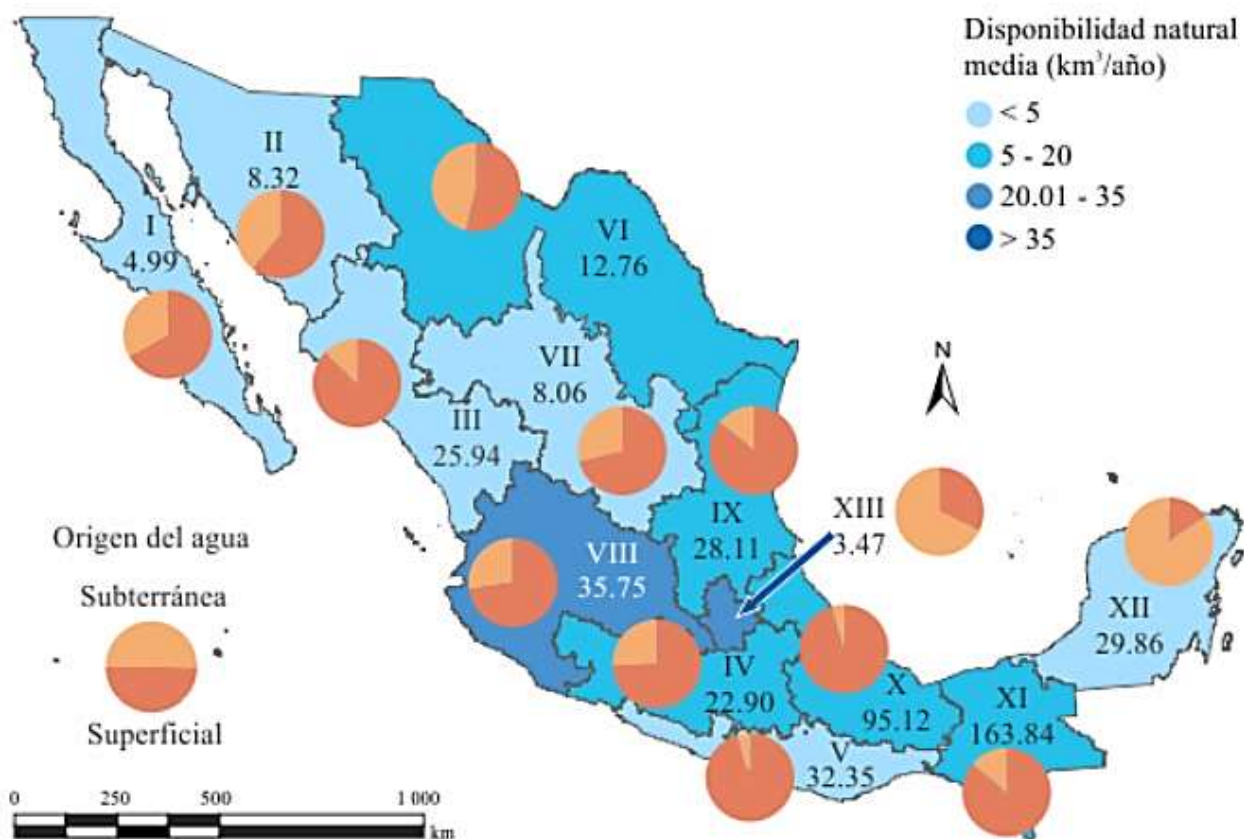 Disponibilidad natural
media (km³/año)
< 5
5 - 20
20.01 - 35
> 35
I
4.99
II
8.32
VI
12.76
VII
8.06
III
25.94
N
IX
28.11
XIII
3.47
VIII
35.75
XII
29.86
IV
22.90
X
95.12
XI
163.84
V
32.35
Origen del agua
Subterránea
Superficial
0 250 500 1 000
km